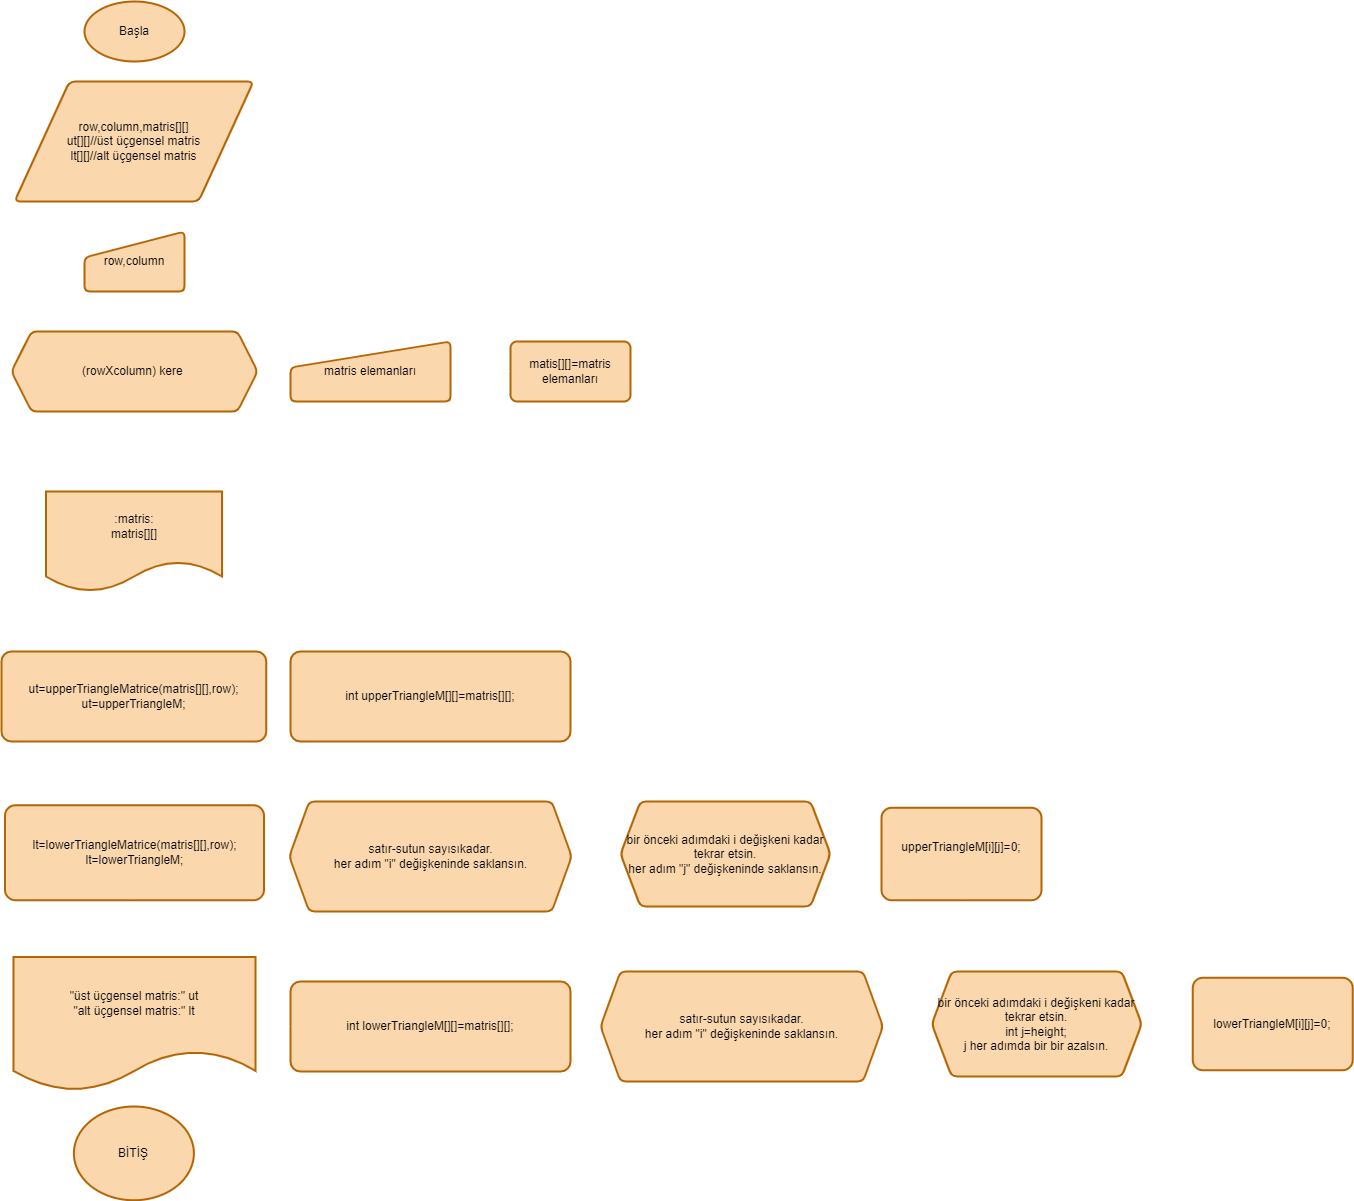 Başla
row,column,matris[][]
ut[][]//üst üçgensel matris
lt[][]//alt üçgensel matris
row,column
(rowXcolumn) kere
matris elemanları
matis[][]=matris
elemanları
:matris:
matris[][]
ut=upperTriangleMatrice(matris[][],row);
ut=upperTriangleM;
int upperTriangleM[][]=matris[][];
lt=lowerTriangleMatrice(matris[][],row);
lt=lowerTriangleM;
satır-sutun sayısıkadar.
her adım "i" değişkeninde saklansın.
bir önceki adımdaki i değişkeni kadar
tekrar etsin.
her adım "j" değişkeninde saklansın.
upperTriangleM[i][j]=0;
"üst üçgensel matris:" ut
"alt üçgensel matris:" lt
int lowerTriangleM[][]=matris[][];
satır-sutun sayısıkadar.
her adım "i" değişkeninde saklansın.
bir önceki adımdaki i değişkeni kadar
tekrar etsin.
int j=height;
j her adımda bir bir azalsın.
lowerTriangleM[i][j]=0;
BİTİŞ